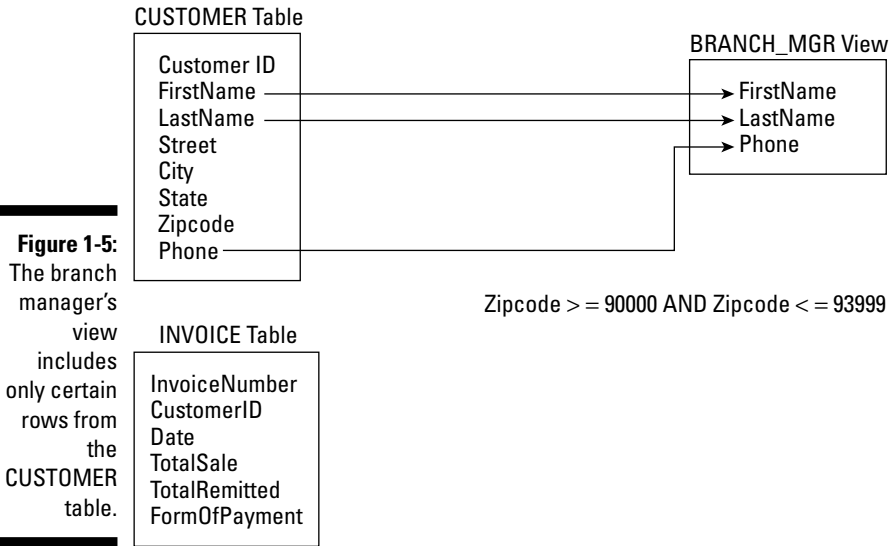 CUSTOMER Table
Customer ID
FirstName
LastName
Street
City
State
Zipcode
Phone
BRANCH_MGR View
FirstName
LastName
Phone
Zipcode > = 90000 AND Zipcode < = 93999
Figure 1-5:
The branch
manager's
view
includes
only certain
rows from
the
CUSTOMER
table.
INVOICE Table
InvoiceNumber
CustomerID
Date
TotalSale
TotalRemitted
FormOfPayment